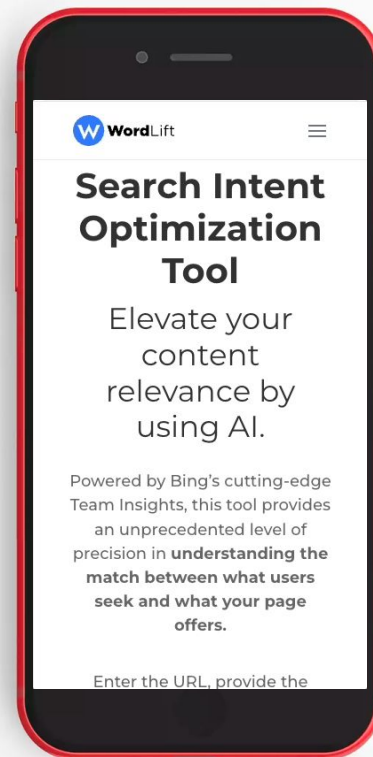 WordLift
Search Intent
Optimization
Tool
Elevate your
content
relevance by
using AI.
Powered by Bing’s cutting-edge
Team Insights, this tool provides
an unprecedented level of
precision in understanding the
match between what users
seek and what your page
offers.
Enter the URL, provide the